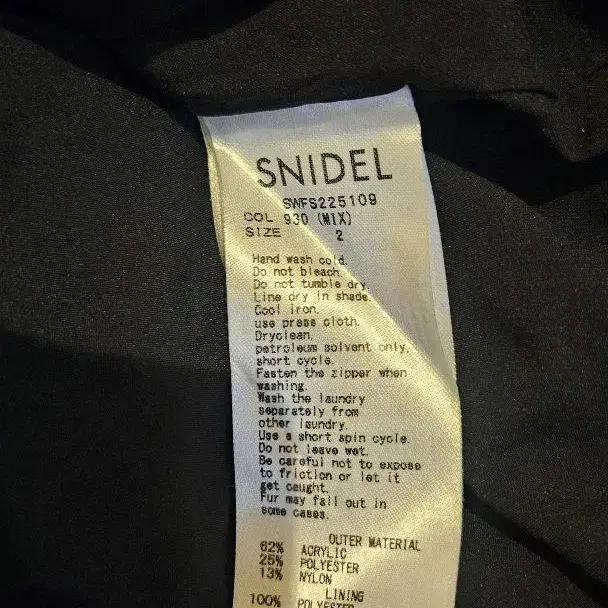 SNIDEL
SWFS225109
COL 930 (MIX)
SIZE 2
Hand wash cold.
Do not bleach.
Do not tumble dry.
Line dry in shade.
Cool iron.
use press cloth.
Dryclean,
petroleum solvent only,
short cycle.
Fasten the zipper when
washing.
Wash the laundry
separately from
other laundry.
Use a short spin cycle.
Do not leave wet.
Be careful not to expose
to friction or let it
get caught.
Fur may fall out in
some cases.
OUTER MATERIAL
62% ACRYLIC
25% POLYESTER
13% NYLON
LINING
100% POLYESTER